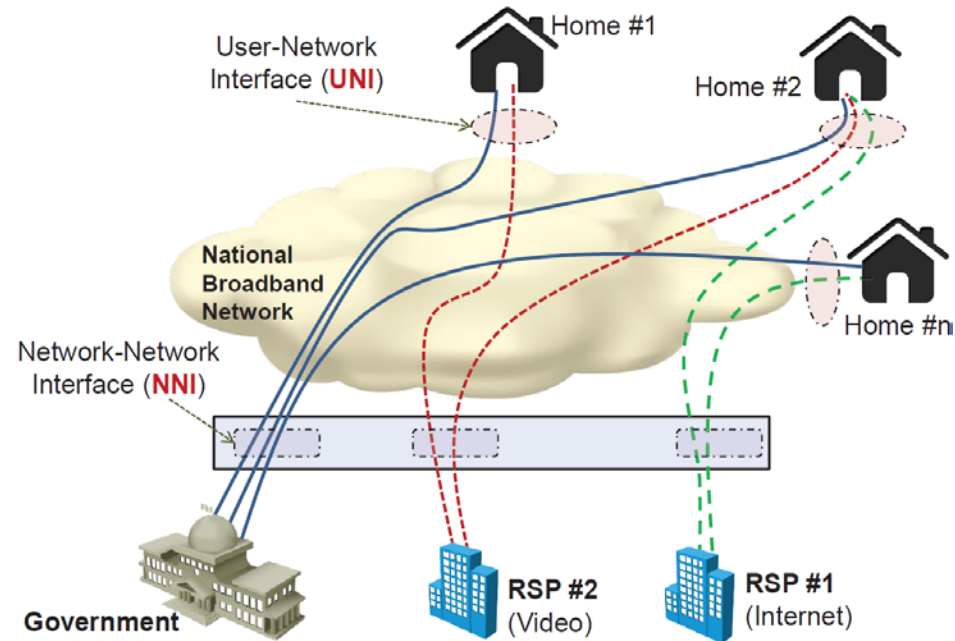 Home #1
User-Network
Interface (UNI)
Home #2
National
Broadband
Network
Home #n
Network-Network
Interface (NNI)
RSP #2
(Video)
RSP #1
(Internet)
Government